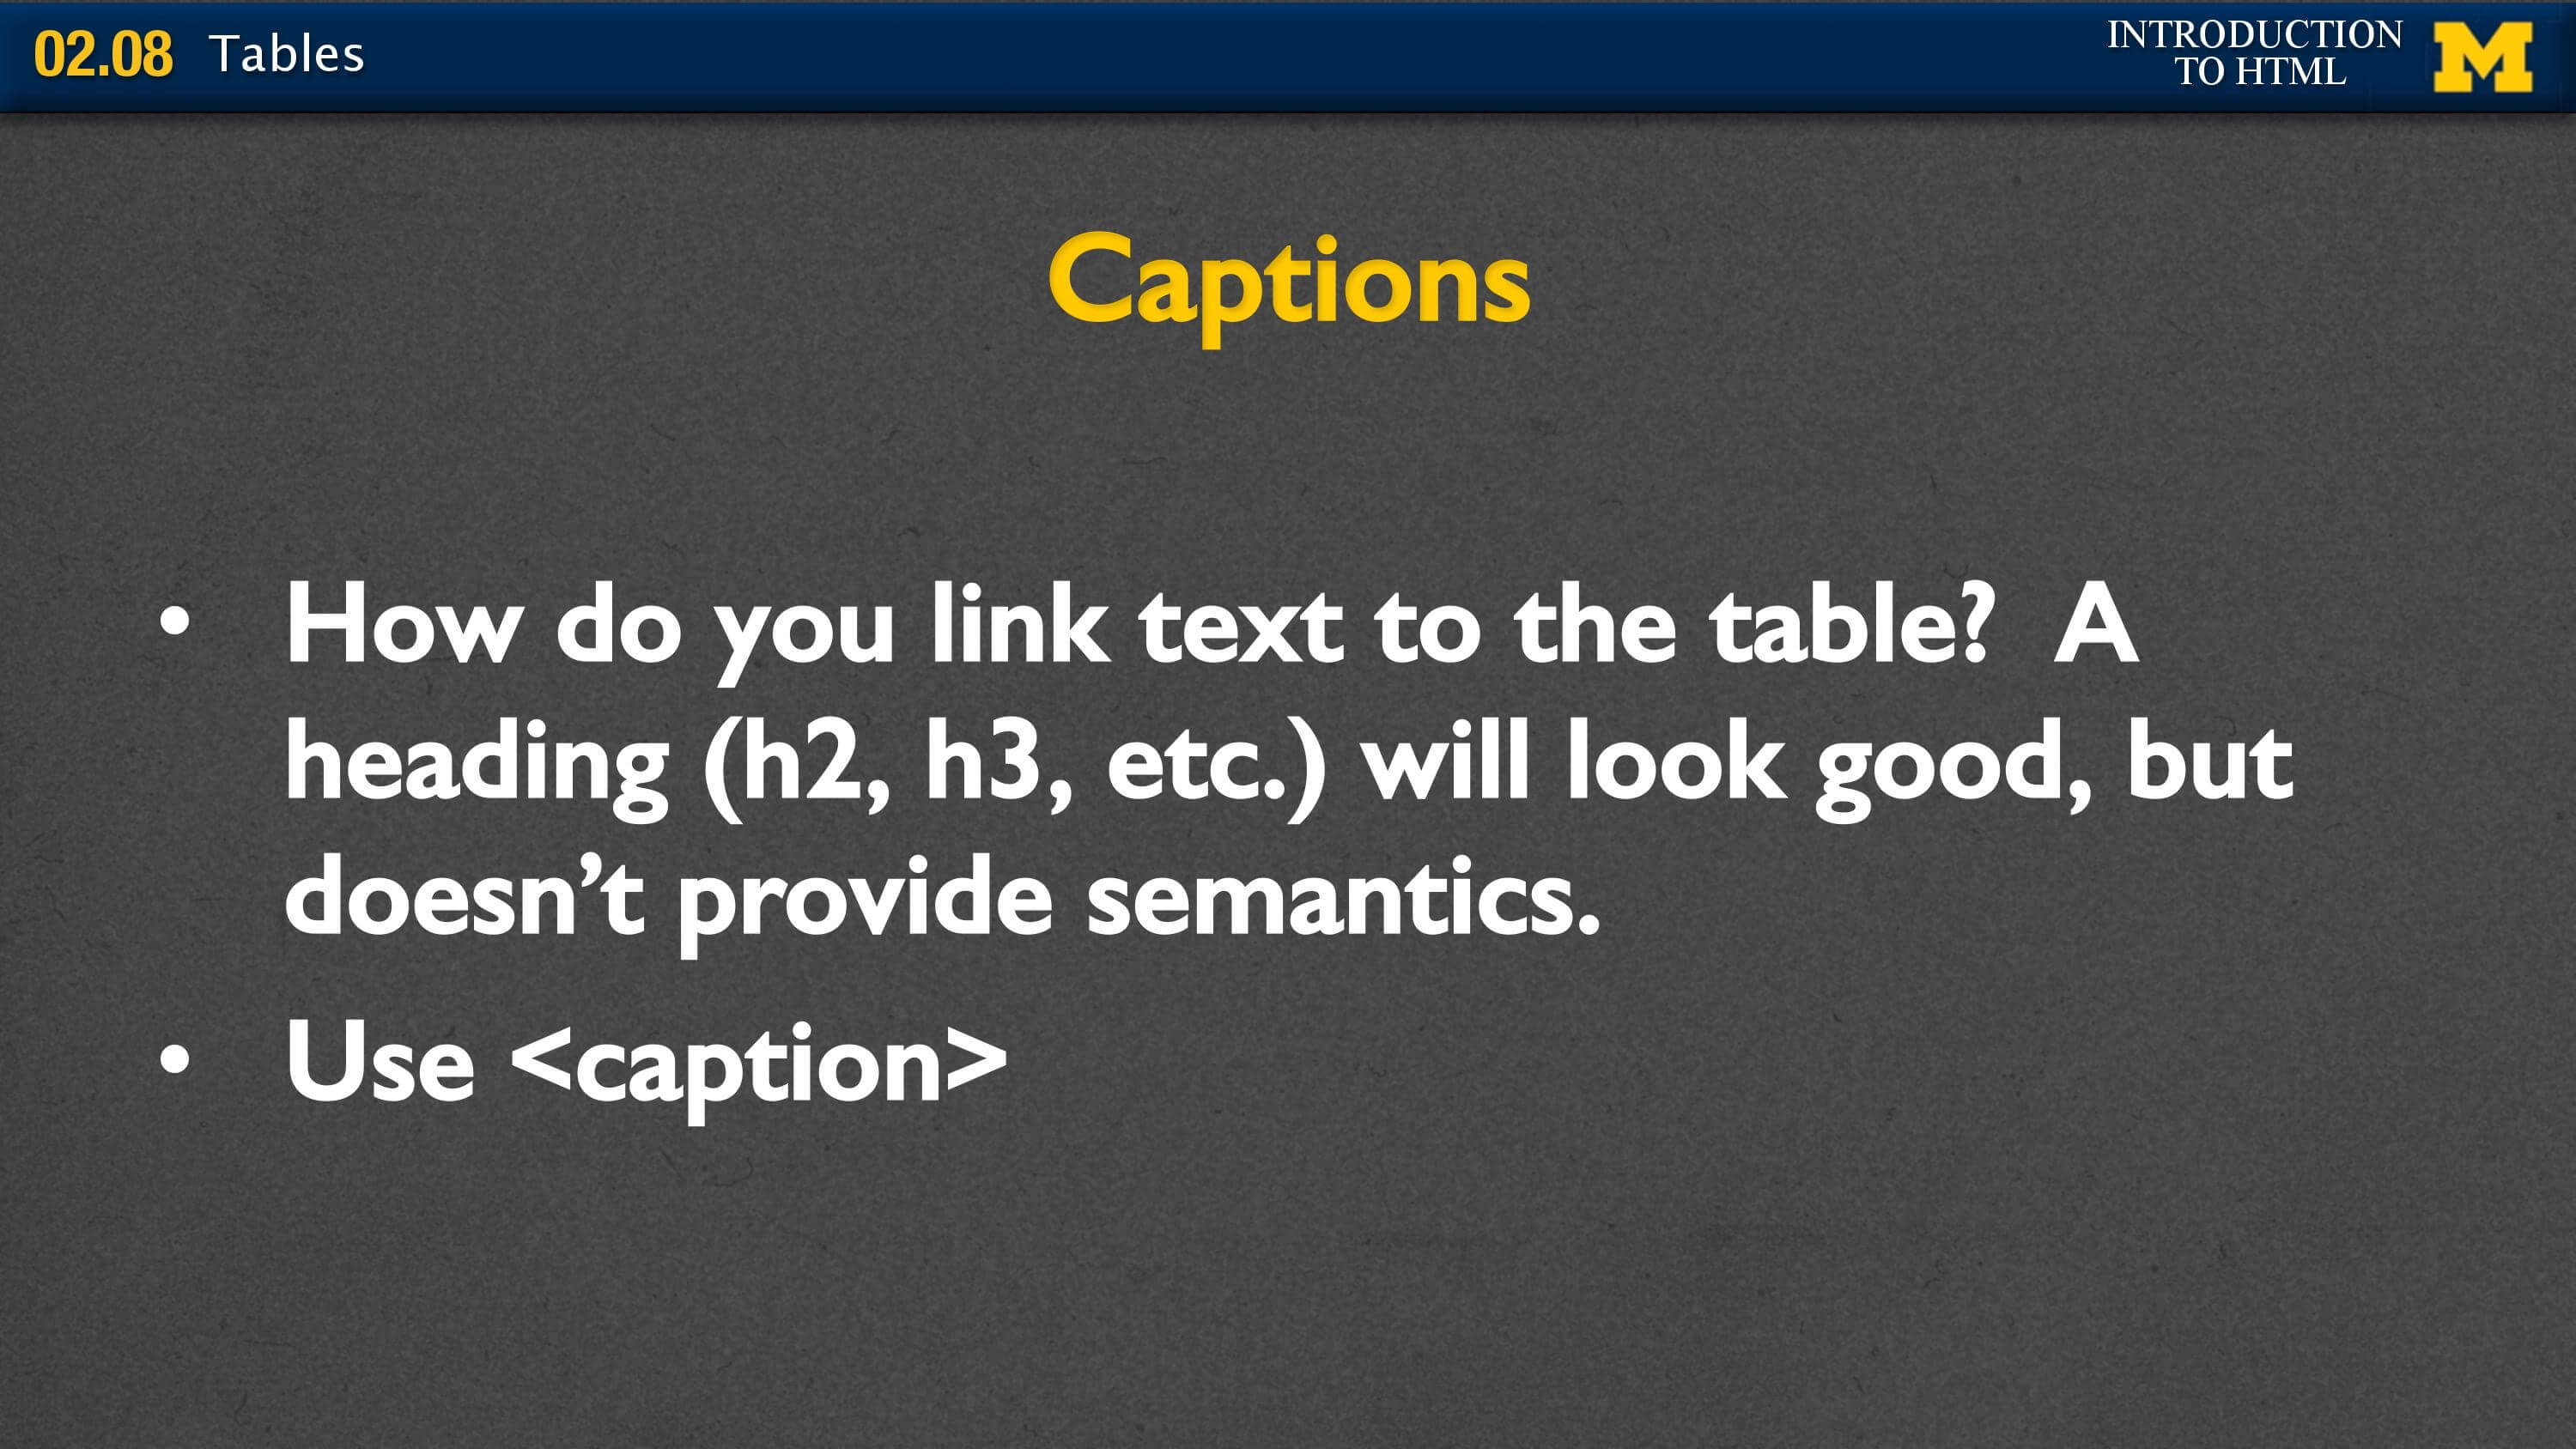 02.08 Tables
INTRODUCTION
TO HTML
M
Captions
• How do you link text to the table?  A
heading (h2, h3, etc.) will look good, but
doesn’t provide semantics.
• Use <caption>